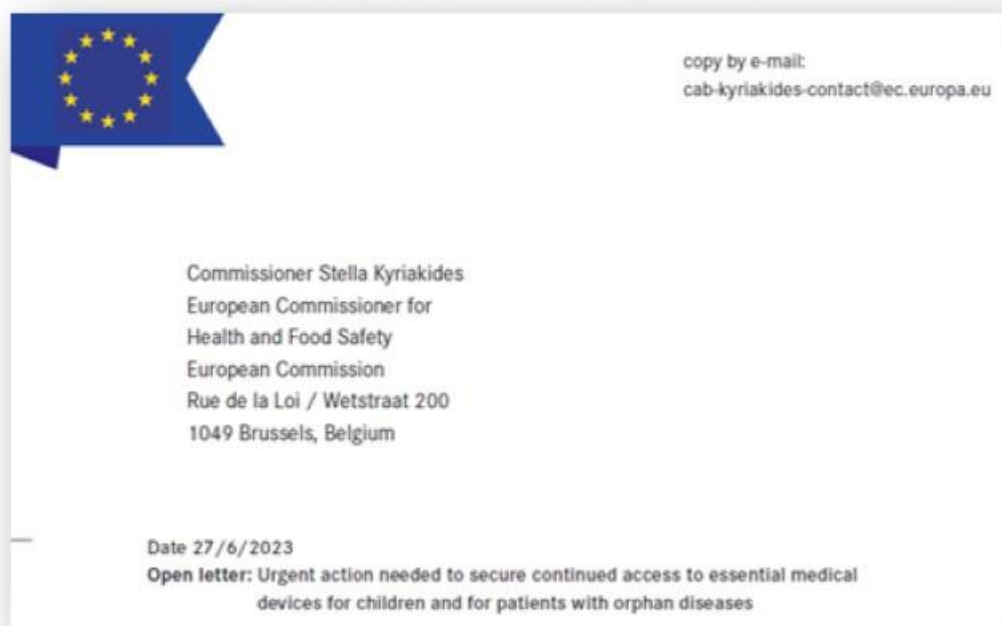 copy by e-mail:
cab-kyriakides-contact@ec.europa.eu
Commissioner Stella Kyriakides
European Commissioner for
Health and Food Safety
European Commission
Rue de la Loi / Wetstraat 200
1049 Brussels, Belgium
Date 27/6/2023
Open letter: Urgent action needed to secure continued access to essential medical
devices for children and for patients with orphan diseases